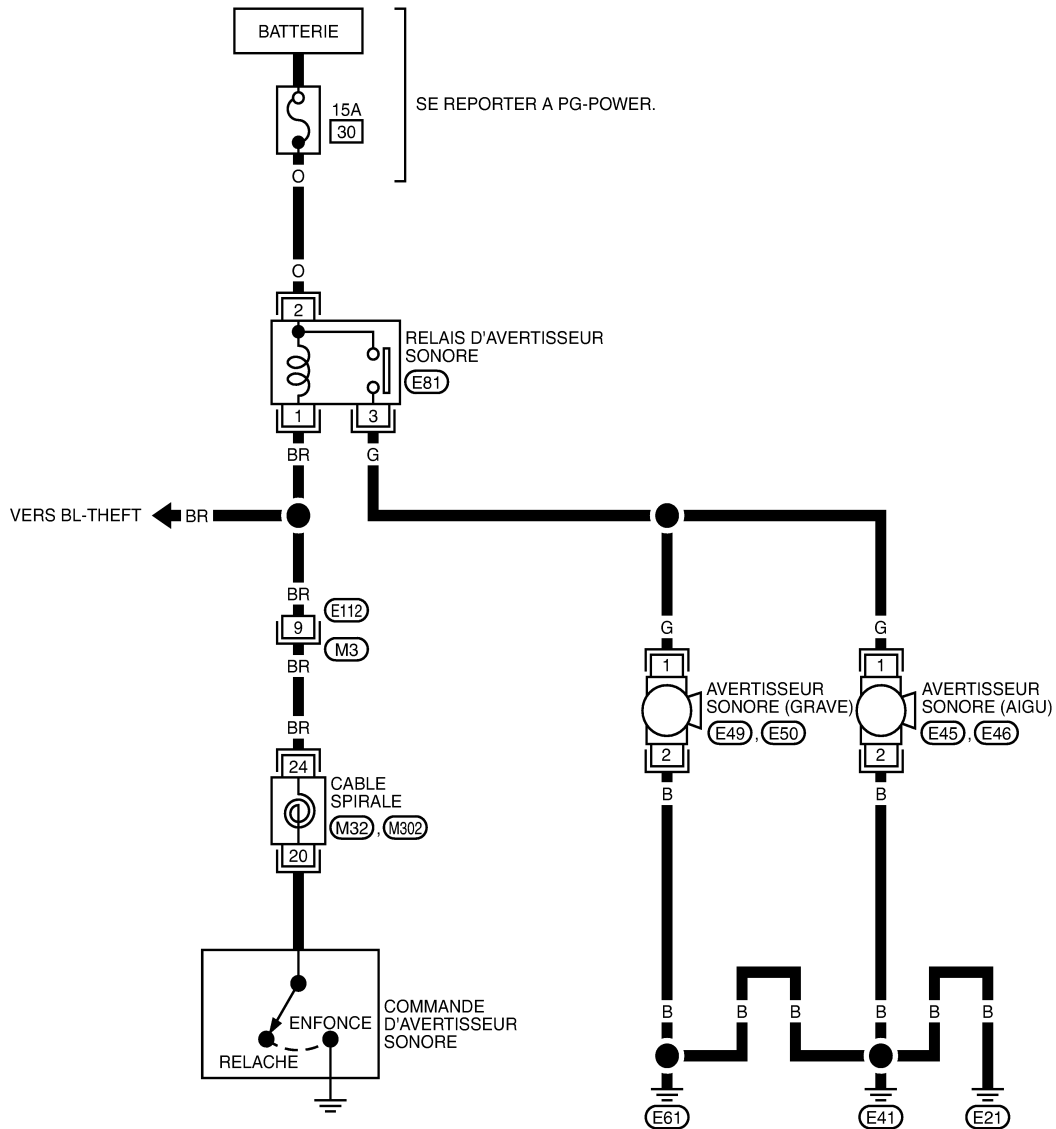 BATTERIE
15A
30
SE REPORTER A PG-POWER.
O
O
2
RELAIS D'AVERTISSEUR
SONORE
E81
1
3
BR
G
VERS BL-THEFT
BR
BR
E112
9
M3
BR
G
G
1
1
AVERTISSEUR
SONORE (GRAVE)
E49 , E50
AVERTISSEUR
SONORE (AIGU)
E45 , E46
BR
2
2
24
CABLE
SPIRALE
M32 , M302
B
B
20
COMMANDE
D'AVERTISSEUR
SONORE
ENFONCE
RELACHE
B
B
B
B
B
B
E61
E41
E21